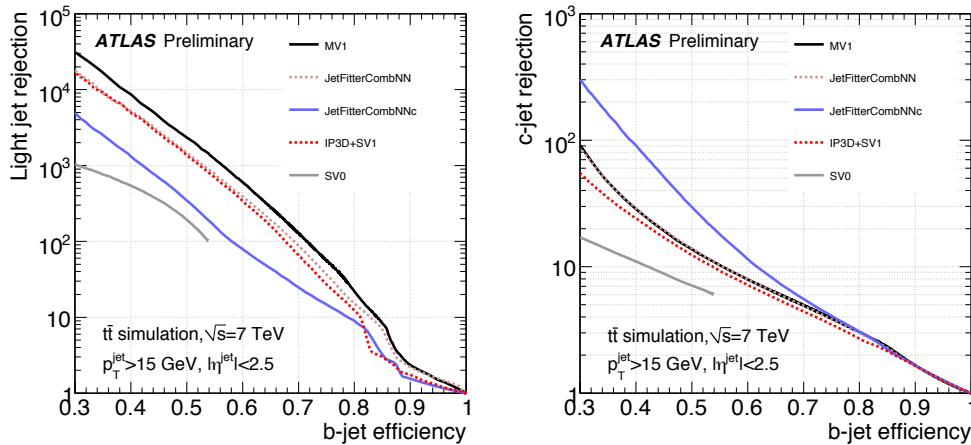 Light jet rejection
10^5
10^4
10^3
10^2
10
1
ATLAS Preliminary
MV1
JetFitterCombNN
JetFitterCombNNc
IP3D+SV1
SV0
tt̄ simulation, √s=7 TeV
p_T^jet>15 GeV, |η^jet|<2.5
0.3 0.4 0.5 0.6 0.7 0.8 0.9 1
b-jet efficiency
c-jet rejection
10^3
10^2
10
1
ATLAS Preliminary
MV1
JetFitterCombNN
JetFitterCombNNc
IP3D+SV1
SV0
tt̄ simulation, √s=7 TeV
p_T^jet>15 GeV, |η^jet|<2.5
0.3 0.4 0.5 0.6 0.7 0.8 0.9 1
b-jet efficiency